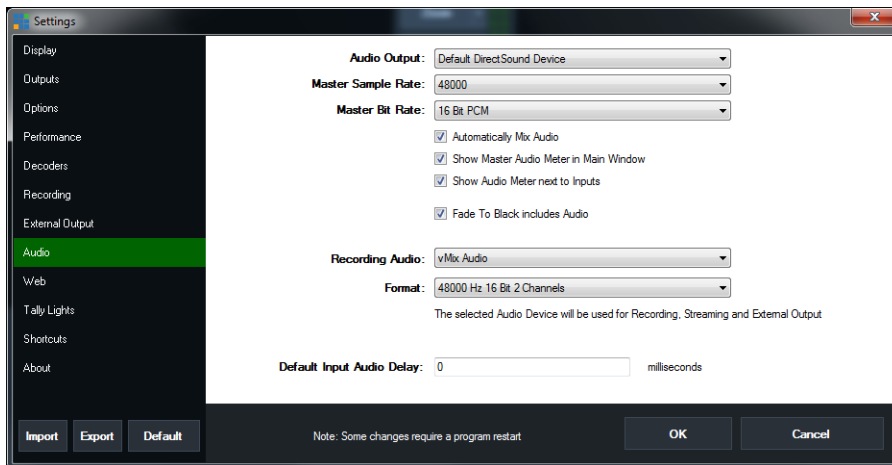 Settings
x
Display
Outputs
Options
Performance
Decoders
Recording
External Output
Audio
Web
Tally Lights
Shortcuts
About
Import Export Default
Audio Output: Default DirectSound Device
Master Sample Rate: 48000
Master Bit Rate: 16 Bit PCM
Automatically Mix Audio
Show Master Audio Meter in Main Window
Show Audio Meter next to Inputs
Fade To Black includes Audio
Recording Audio: vMix Audio
Format: 48000 Hz 16 Bit 2 Channels
The selected Audio Device will be used for Recording, Streaming and External Output
Default Input Audio Delay: 0 milliseconds
Note: Some changes require a program restart
OK Cancel